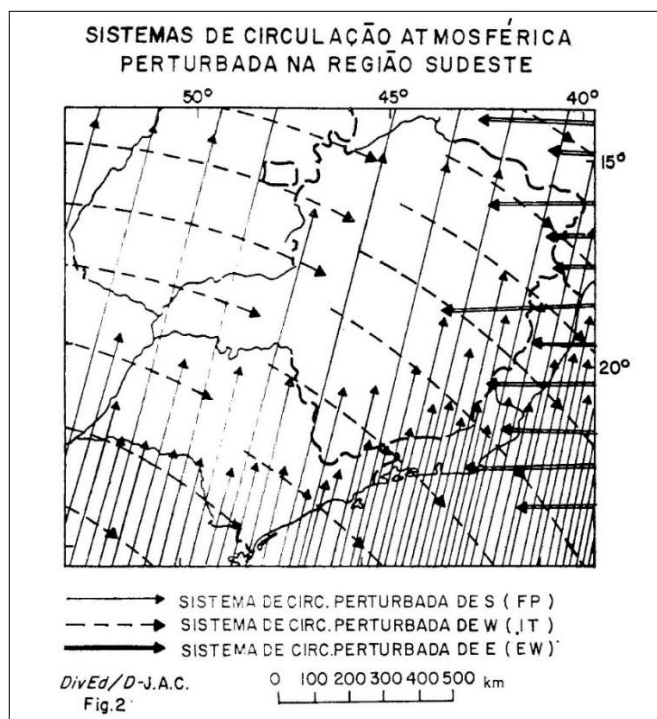 SISTEMAS DE CIRCULAÇÃO ATMOSFÉRICA
PERTURBADA NA REGIÃO SUDESTE
50° 45° 40°
15°
20°
SISTEMA DE CIRC. PERTURBADA DE S (FP)
SISTEMA DE CIRC. PERTURBADA DE W (IT)
SISTEMA DE CIRC. PERTURBADA DE E (EW)
DivEd/D-J.A.C.
Fig.2
0 100 200 300 400 500 km